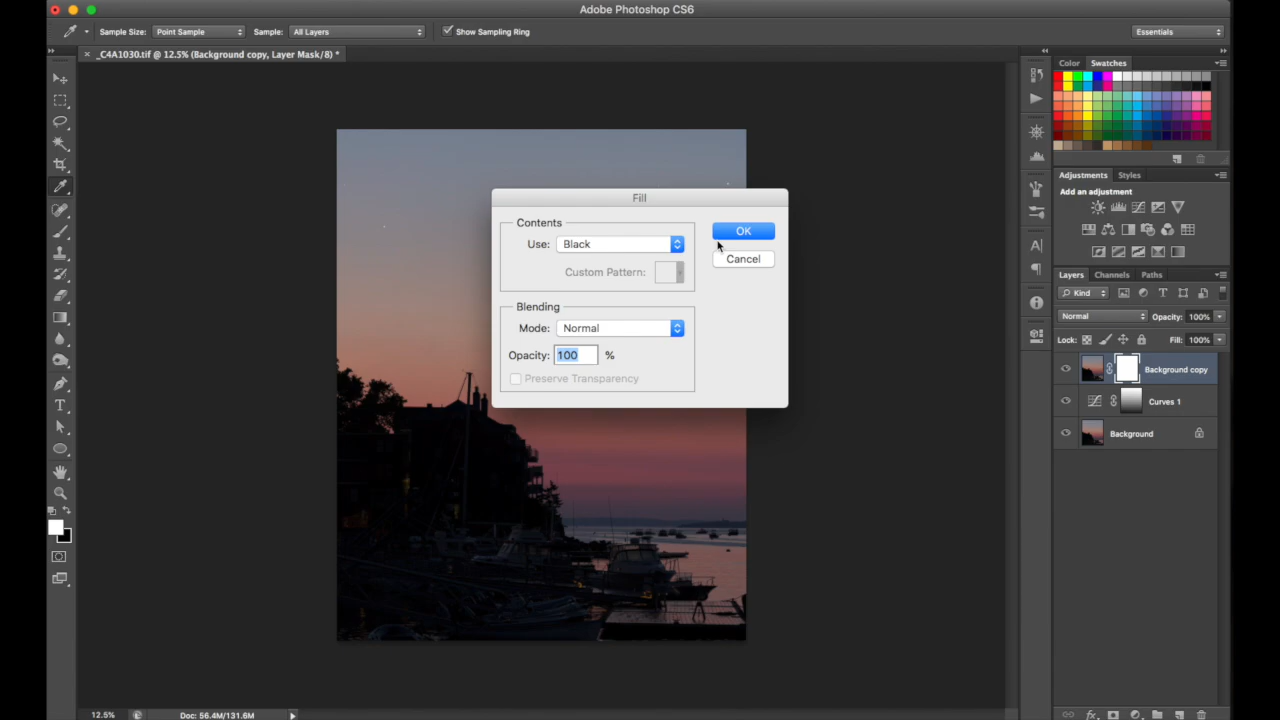 Adobe Photoshop CS6
Sample Size: Point Sample Sample: All Layers Show Sampling Ring Essentials
_C4A1030.tif @ 12.5% (Background copy, Layer Mask/8) *
Color Swatches
Adjustments Styles
Add an adjustment
Fill
Contents
Use: Black
Custom Pattern:
OK
Cancel
Blending
Mode: Normal
Opacity: 100 %
Preserve Transparency
Layers Channels Paths
Kind
Normal Opacity: 100%
Lock: Fill: 100%
Background copy
Curves 1
Background
12.5% Doc: 56.4M/131.6M